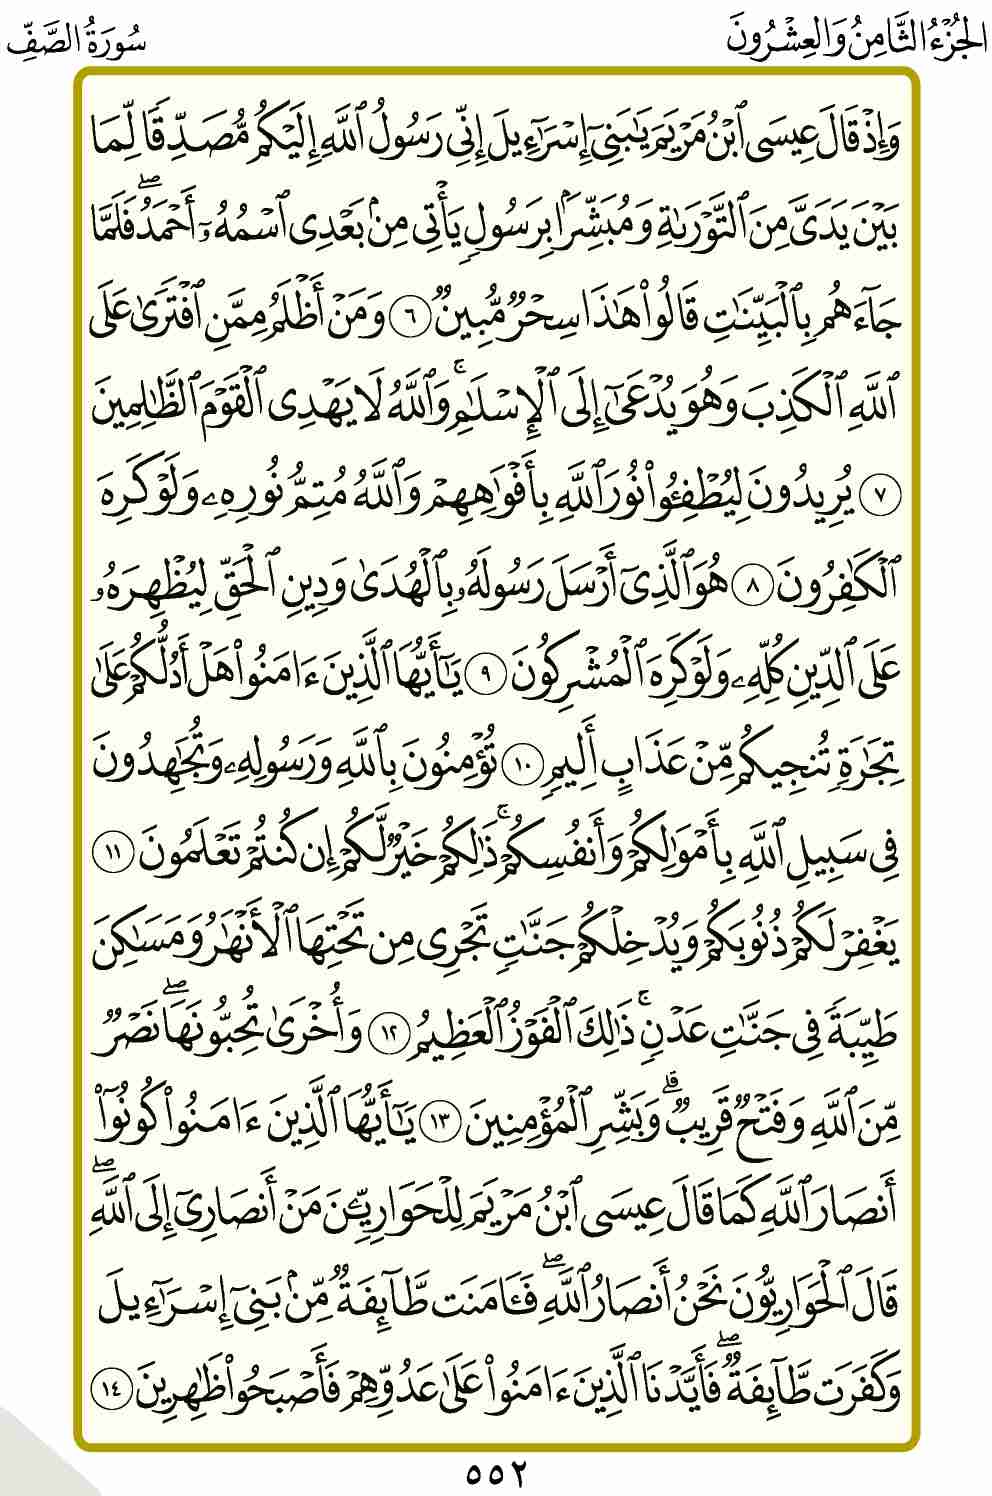 الجُزْءُ الثَّامِنُ وَالعِشْرُونَ
سُورَةُ الصَّفِّ
وَإِذْ قَالَ عِيسَى ٱبْنُ مَرْيَمَ يَـٰبَنِىٓ إِسْرَٰٓءِيلَ إِنِّى رَسُولُ ٱللَّهِ إِلَيْكُم مُّصَدِّقًا لِّمَا
بَيْنَ يَدَىَّ مِنَ ٱلتَّوْرَىٰةِ وَمُبَشِّرًۢا بِرَسُولٍ يَأْتِى مِنۢ بَعْدِى ٱسْمُهُۥٓ أَحْمَدُ ۖ فَلَمَّا
جَآءَهُم بِٱلْبَيِّنَـٰتِ قَالُوا۟ هَـٰذَا سِحْرٌ مُّبِينٌ ٦ وَمَنْ أَظْلَمُ مِمَّنِ ٱفْتَرَىٰ عَلَى
ٱللَّهِ ٱلْكَذِبَ وَهُوَ يُدْعَىٰٓ إِلَى ٱلْإِسْلَـٰمِ ۚ وَٱللَّهُ لَا يَهْدِى ٱلْقَوْمَ ٱلظَّـٰلِمِينَ
٧ يُرِيدُونَ لِيُطْفِـُٔوا۟ نُورَ ٱللَّهِ بِأَفْوَٰهِهِمْ وَٱللَّهُ مُتِمُّ نُورِهِۦ وَلَوْ كَرِهَ
ٱلْكَـٰفِرُونَ ٨ هُوَ ٱلَّذِىٓ أَرْسَلَ رَسُولَهُۥ بِٱلْهُدَىٰ وَدِينِ ٱلْحَقِّ لِيُظْهِرَهُۥ
عَلَى ٱلدِّينِ كُلِّهِۦ وَلَوْ كَرِهَ ٱلْمُشْرِكُونَ ٩ يَـٰٓأَيُّهَا ٱلَّذِينَ ءَامَنُوا۟ هَلْ أَدُلُّكُمْ عَلَىٰ
تِجَـٰرَةٍ تُنجِيكُم مِّنْ عَذَابٍ أَلِيمٍ ١٠ تُؤْمِنُونَ بِٱللَّهِ وَرَسُولِهِۦ وَتُجَـٰهِدُونَ
فِى سَبِيلِ ٱللَّهِ بِأَمْوَٰلِكُمْ وَأَنفُسِكُمْ ۚ ذَٰلِكُمْ خَيْرٌ لَّكُمْ إِن كُنتُمْ تَعْلَمُونَ ١١
يَغْفِرْ لَكُمْ ذُنُوبَكُمْ وَيُدْخِلْكُمْ جَنَّـٰتٍ تَجْرِى مِن تَحْتِهَا ٱلْأَنْهَـٰرُ وَمَسَـٰكِنَ
طَيِّبَةً فِى جَنَّـٰتِ عَدْنٍ ۚ ذَٰلِكَ ٱلْفَوْزُ ٱلْعَظِيمُ ١٢ وَأُخْرَىٰ تُحِبُّونَهَا ۖ نَصْرٌ
مِّنَ ٱللَّهِ وَفَتْحٌ قَرِيبٌ ۗ وَبَشِّرِ ٱلْمُؤْمِنِينَ ١٣ يَـٰٓأَيُّهَا ٱلَّذِينَ ءَامَنُوا۟ كُونُوٓا۟
أَنصَارَ ٱللَّهِ كَمَا قَالَ عِيسَى ٱبْنُ مَرْيَمَ لِلْحَوَارِيِّـۧنَ مَنْ أَنصَارِىٓ إِلَى ٱللَّهِ ۖ
قَالَ ٱلْحَوَارِيُّونَ نَحْنُ أَنصَارُ ٱللَّهِ ۖ فَـَٔامَنَت طَّآئِفَةٌ مِّنۢ بَنِىٓ إِسْرَٰٓءِيلَ
وَكَفَرَت طَّآئِفَةٌ ۖ فَأَيَّدْنَا ٱلَّذِينَ ءَامَنُوا۟ عَلَىٰ عَدُوِّهِمْ فَأَصْبَحُوا۟ ظَـٰهِرِينَ ١٤
٥٥٢